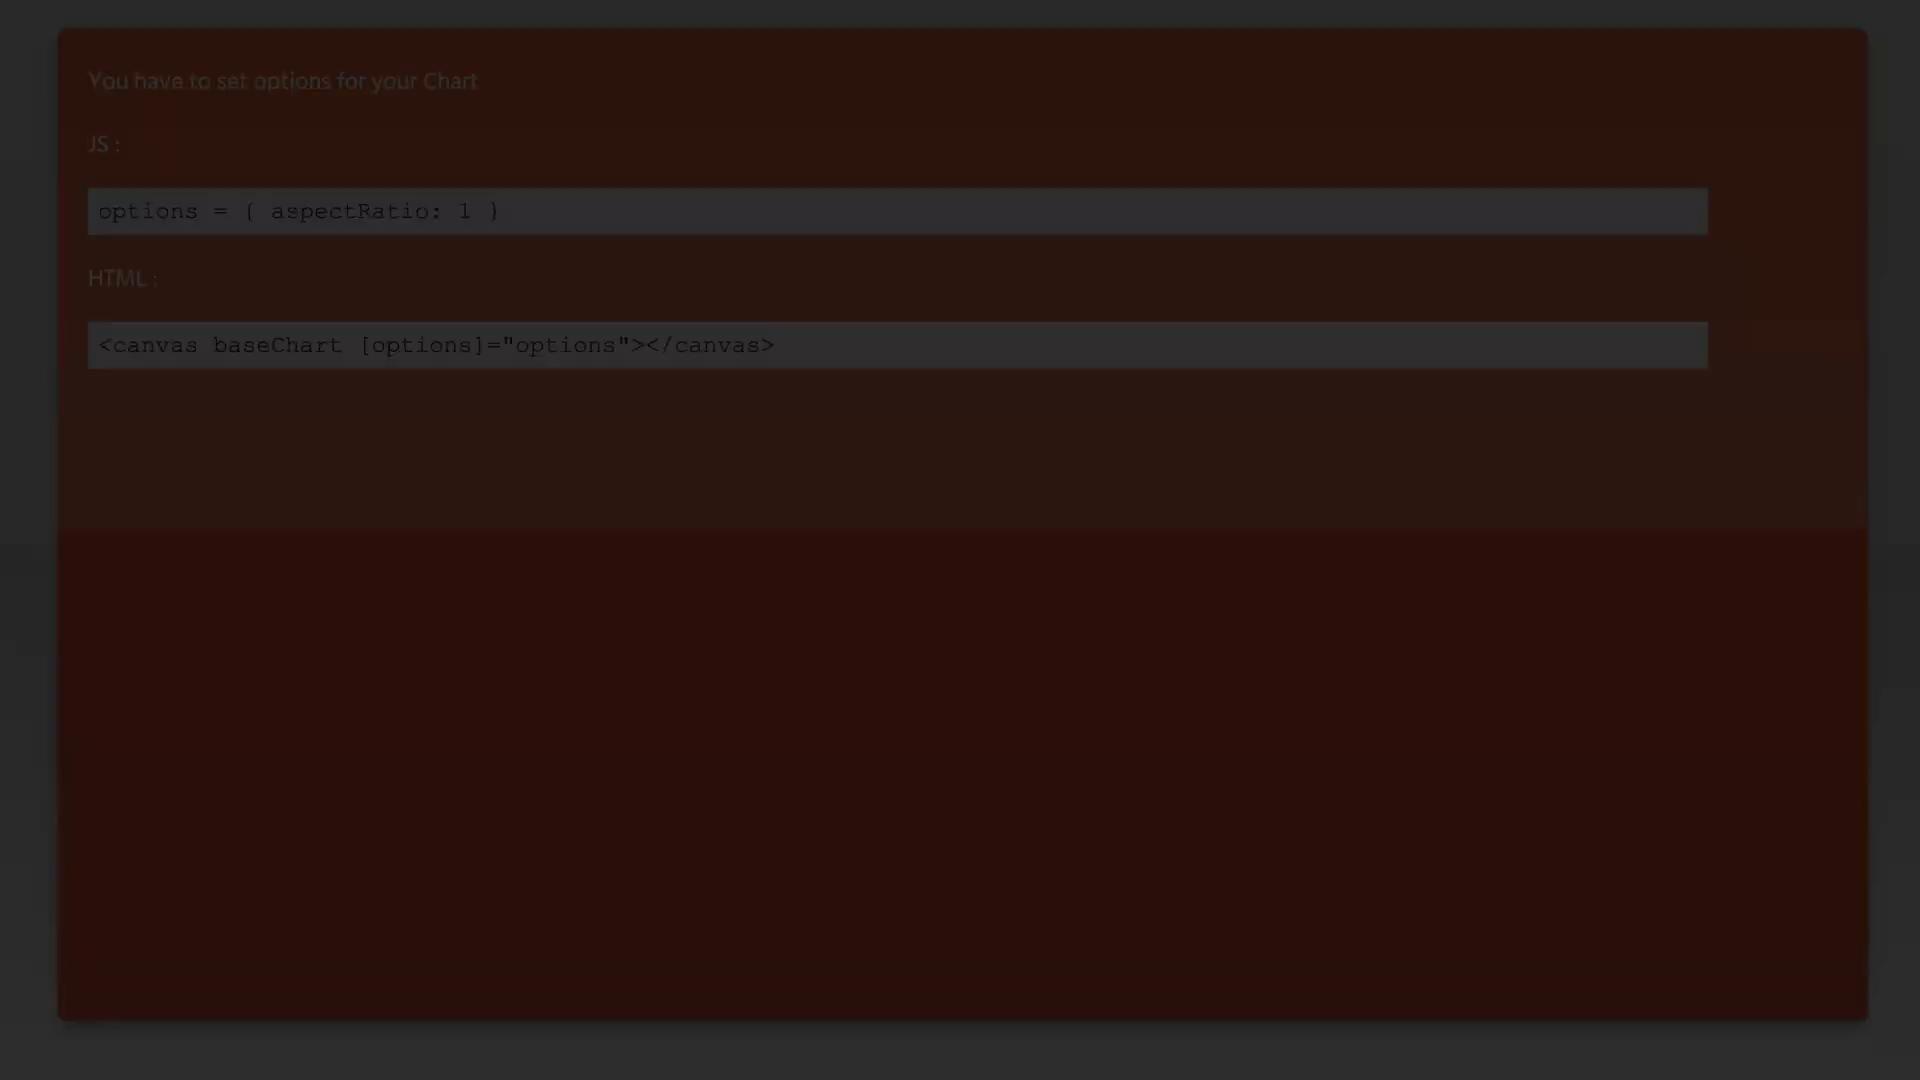 You have to set options for your Chart
JS :
options = { aspectRatio: 1 }
HTML :
<canvas baseChart [options]="options"></canvas>